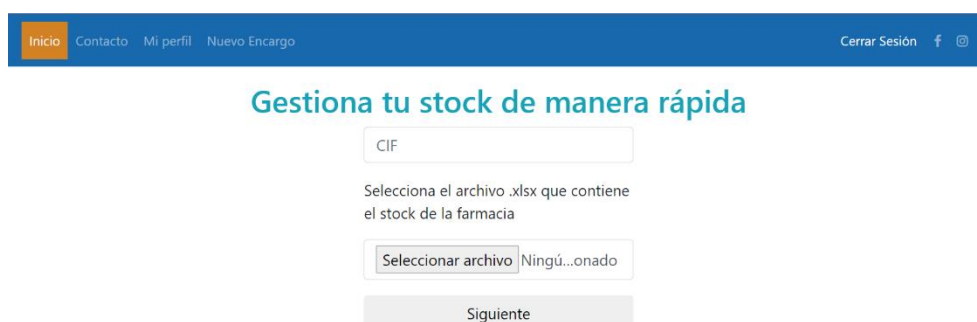 Inicio Contacto Mi perfil Nuevo Encargo Cerrar Sesión
Gestiona tu stock de manera rápida
CIF
Selecciona el archivo .xlsx que contiene
el stock de la farmacia
Seleccionar archivo Ningú...onado
Siguiente